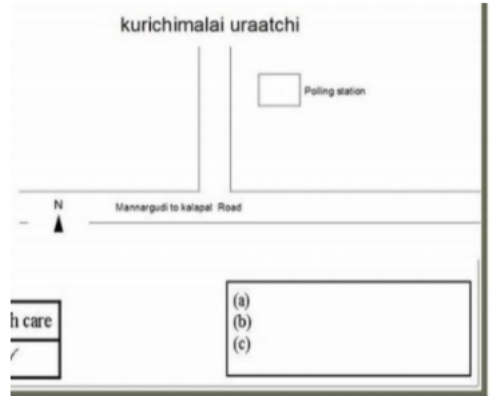 kurichimalai uraatchi
Polling station
N
Mannargudi to kalapal Road
h care
(a)
(b)
(c)